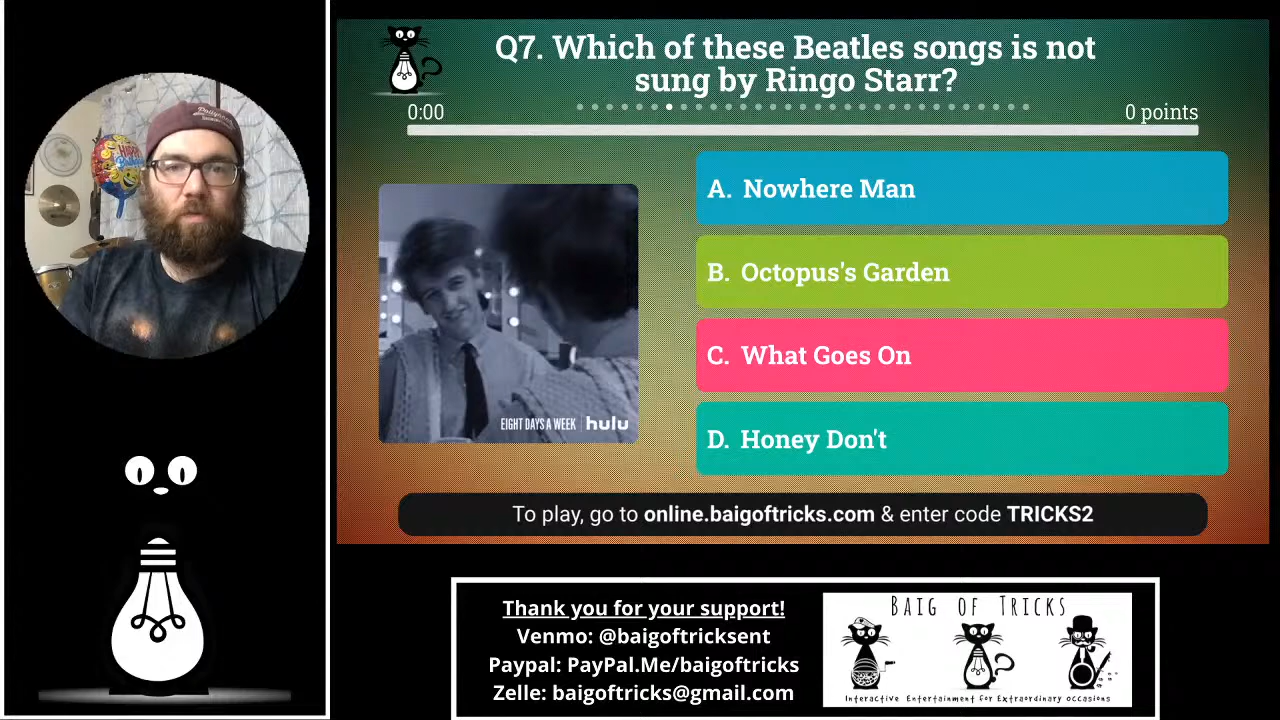 Q7. Which of these Beatles songs is not
sung by Ringo Starr?
0:00
0 points
A. Nowhere Man
B. Octopus's Garden
C. What Goes On
D. Honey Don't
EIGHT DAYS A WEEK | hulu
To play, go to online.baigoftricks.com & enter code TRICKS2
Thank you for your support!
Venmo: @baigoftricksent
Paypal: PayPal.Me/baigoftricks
Zelle: baigoftricks@gmail.com
BAIG OF TRICKS
Interactive Entertainment for Extraordinary occasions